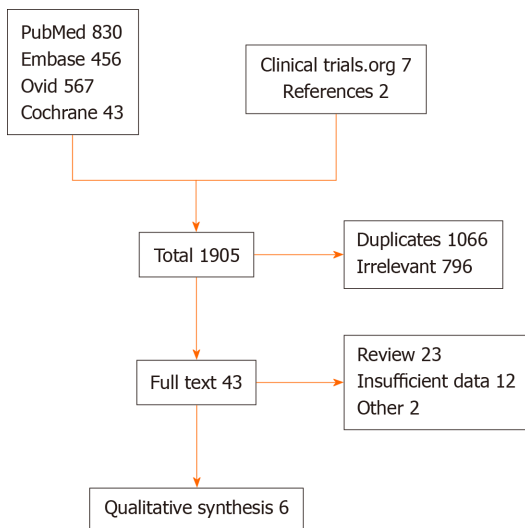 PubMed 830
Embase 456
Ovid 567
Cochrane 43
Clinical trials.org 7
References 2
Total 1905
Duplicates 1066
Irrelevant 796
Full text 43
Review 23
Insufficient data 12
Other 2
Qualitative synthesis 6